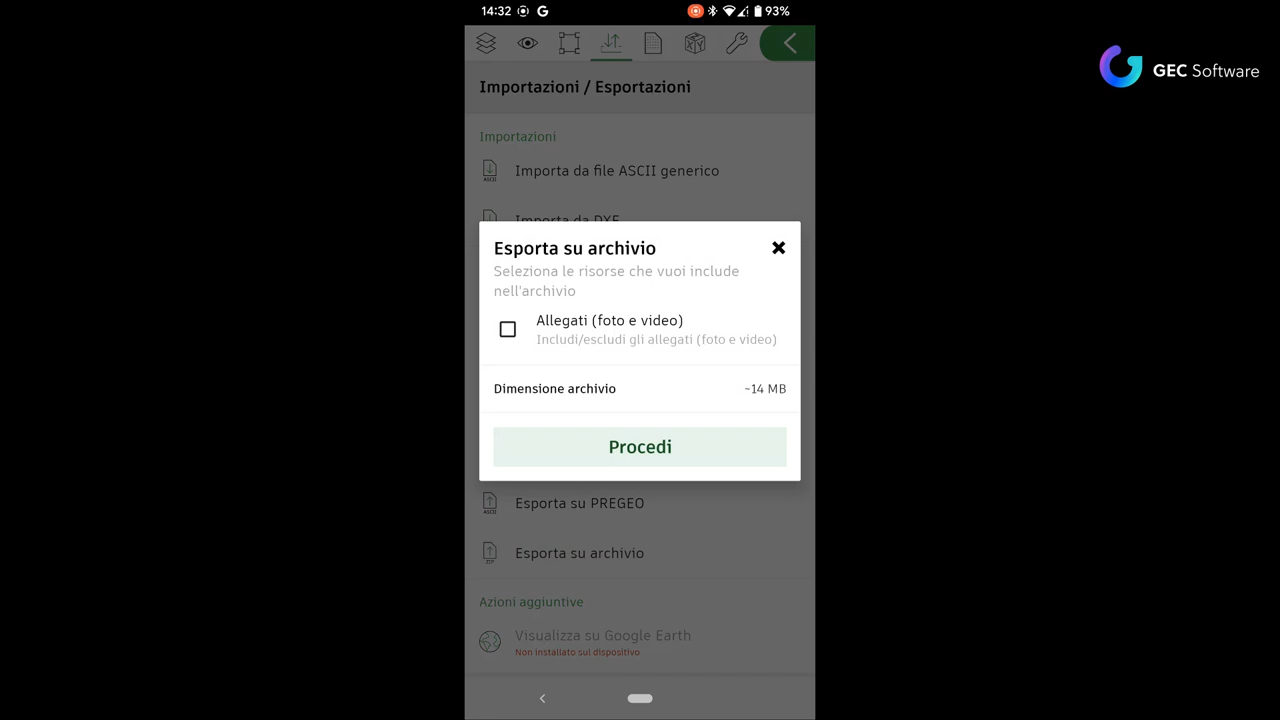 14:32
93%
GEC Software
Importazioni / Esportazioni
Importazioni
ASCII
Importa da file ASCII generico
Importa da DXF
Esporta su archivio
Seleziona le risorse che vuoi include
nell'archivio
Allegati (foto e video)
Includi/escludi gli allegati (foto e video)
Dimensione archivio ~14 MB
Procedi
ASCII
Esporta su PREGEO
ZIP
Esporta su archivio
Azioni aggiuntive
Visualizza su Google Earth
Non installato sul dispositivo